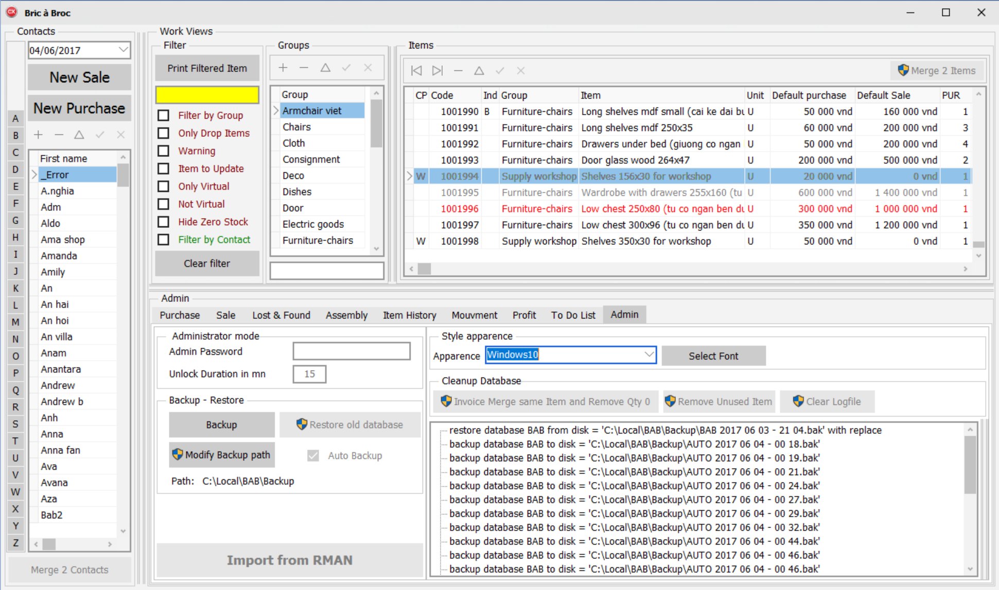 Bric à Broc
Contacts
04/06/2017
New Sale
New Purchase
A
B
C
D
E
F
G
H
I
J
K
L
M
N
O
P
Q
R
S
T
U
V
W
X
Y
Z
First name
_Error
A.nghia
Adm
Aldo
Ama shop
Amanda
Amily
An
An hai
An hoi
An villa
Anam
Anantara
Andrew
Andrew b
Anh
Anna
Anna fan
Ava
Avana
Aza
Bab2
Merge 2 Contacts
Work Views
Filter
Print Filtered Item
Filter by Group
Only Drop Items
Warning
Item to Update
Only Virtual
Not Virtual
Hide Zero Stock
Filter by Contact
Clear filter
Groups
Group
Armchair viet
Chairs
Cloth
Consignment
Deco
Dishes
Door
Electric goods
Furniture-chairs
Items
Merge 2 Items
CP Code Ind Group Item Unit Default purchase Default Sale PUR
1001990 B Furniture-chairs Long shelves mdf small (cai ke dai bu U 50 000 vnd 160 000 vnd 1
1001991 Furniture-chairs Long shelves mdf 250x35 U 60 000 vnd 200 000 vnd 3
1001992 Furniture-chairs Drawers under bed (giuong co ngan U 50 000 vnd 200 000 vnd 4
1001993 Furniture-chairs Door glass wood 264x47 U 200 000 vnd 500 000 vnd 2
W 1001994 Supply workshop Shelves 156x30 for workshop U 20 000 vnd 0 vnd 1
1001995 Furniture-chairs Wardrobe with drawers 255x160 (tu U 600 000 vnd 1 400 000 vnd 1
1001996 Furniture-chairs Low chest 250x80 (tu co ngan ben du U 300 000 vnd 1 000 000 vnd 1
1001997 Furniture-chairs Low chest 300x96 (tu co ngan ben du U 350 000 vnd 1 200 000 vnd 1
W 1001998 Supply workshop Shelves 350x30 for workshop U 50 000 vnd 0 vnd 1
Admin
Purchase Sale Lost & Found Assembly Item History Mouvment Profit To Do List Admin
Administrator mode
Admin Password
Unlock Duration in mn 15
Backup - Restore
Backup Restore old database
Modify Backup path Auto Backup
Path: C:\Local\BAB\Backup
Import from RMAN
Style apparence
Apparence Windows10 Select Font
Cleanup Database
Invoice Merge same Item and Remove Qty 0 Remove Unused Item Clear Logfile
restore database BAB from disk = 'C:\Local\BAB\Backup\BAB 2017 06 03 - 21 04.bak' with replace
backup database BAB to disk = 'C:\Local\BAB\Backup\AUTO 2017 06 04 - 00 18.bak'
backup database BAB to disk = 'C:\Local\BAB\Backup\AUTO 2017 06 04 - 00 19.bak'
backup database BAB to disk = 'C:\Local\BAB\Backup\AUTO 2017 06 04 - 00 21.bak'
backup database BAB to disk = 'C:\Local\BAB\Backup\AUTO 2017 06 04 - 00 24.bak'
backup database BAB to disk = 'C:\Local\BAB\Backup\AUTO 2017 06 04 - 00 27.bak'
backup database BAB to disk = 'C:\Local\BAB\Backup\AUTO 2017 06 04 - 00 29.bak'
backup database BAB to disk = 'C:\Local\BAB\Backup\AUTO 2017 06 04 - 00 32.bak'
backup database BAB to disk = 'C:\Local\BAB\Backup\AUTO 2017 06 04 - 00 44.bak'
backup database BAB to disk = 'C:\Local\BAB\Backup\AUTO 2017 06 04 - 00 46.bak'
backup database BAB to disk = 'C:\Local\BAB\Backup\AUTO 2017 06 04 - 00 46.bak'